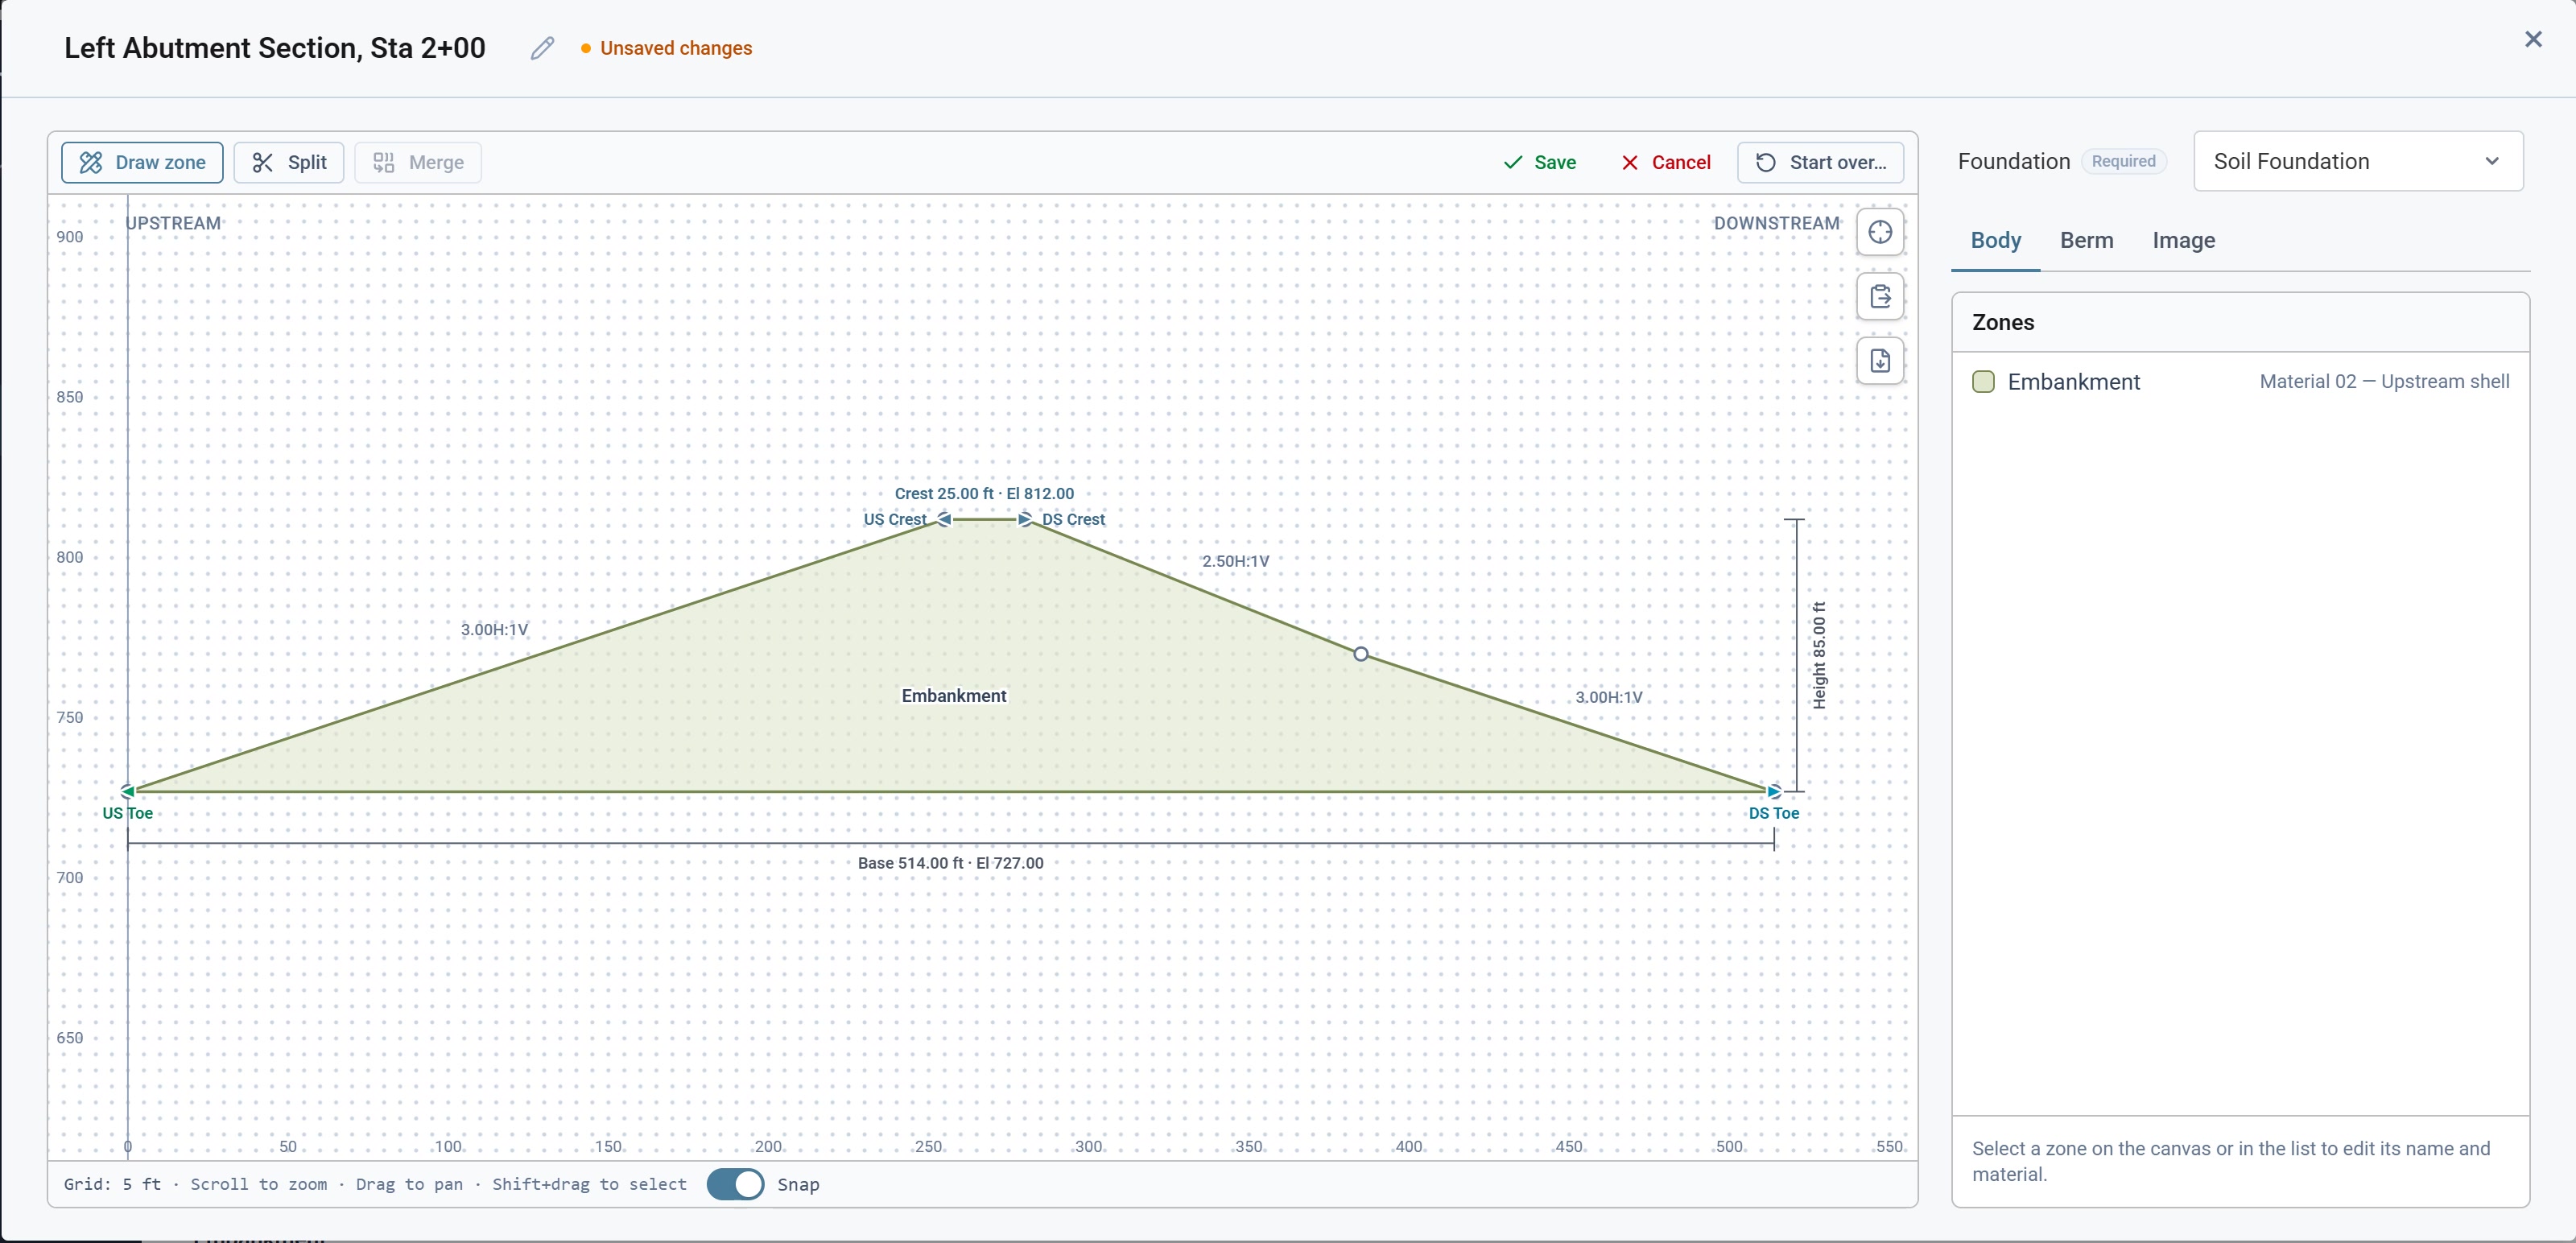 Left Abutment Section, Sta 2+00
Unsaved changes
Draw zone
Split
Merge
Save
Cancel
Start over...
Foundation
Required
Soil Foundation
UPSTREAM
DOWNSTREAM
Body
Berm
Image
900
850
800
750
700
650
Zones
Embankment
Material 02 — Upstream shell
Crest 25.00 ft · El 812.00
US Crest
DS Crest
2.50H:1V
3.00H:1V
3.00H:1V
Height 85.00 ft
Embankment
US Toe
DS Toe
Base 514.00 ft · El 727.00
0
50
100
150
200
250
300
350
400
450
500
550
Select a zone on the canvas or in the list to edit its name and
material.
Grid: 5 ft · Scroll to zoom · Drag to pan · Shift+drag to select
Snap